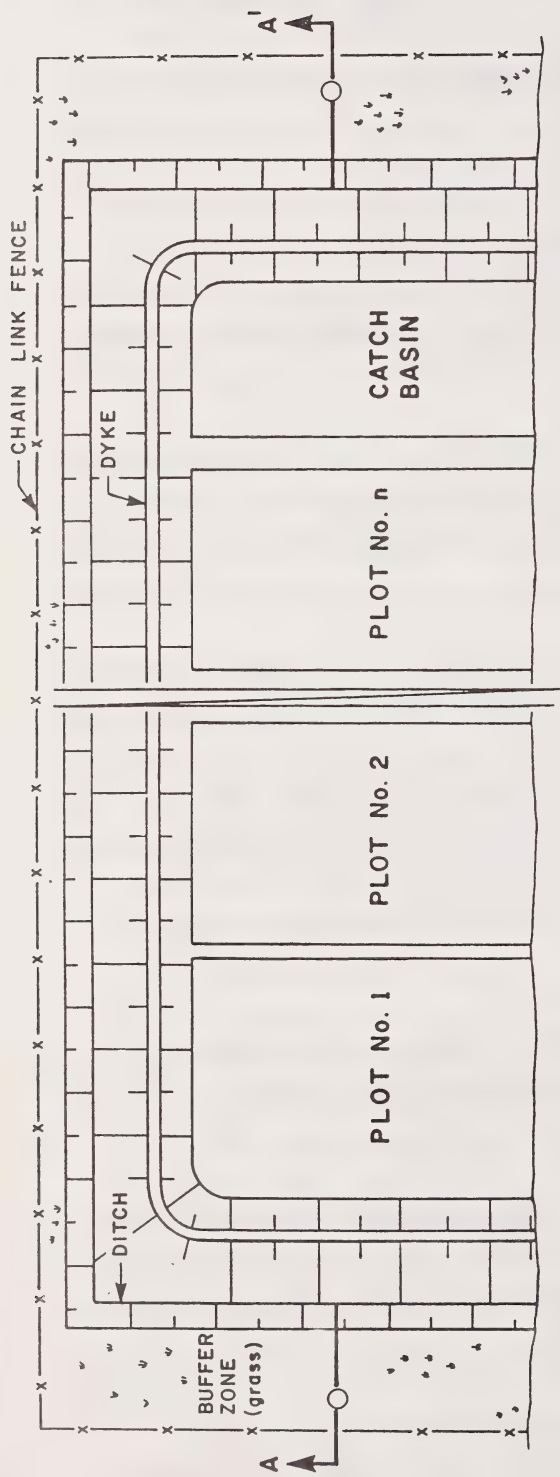 A
A'
CHAIN LINK FENCE
DYKE
DITCH
BUFFER
ZONE
(grass)
PLOT No. 1
PLOT No. 2
PLOT No. n
CATCH
BASIN